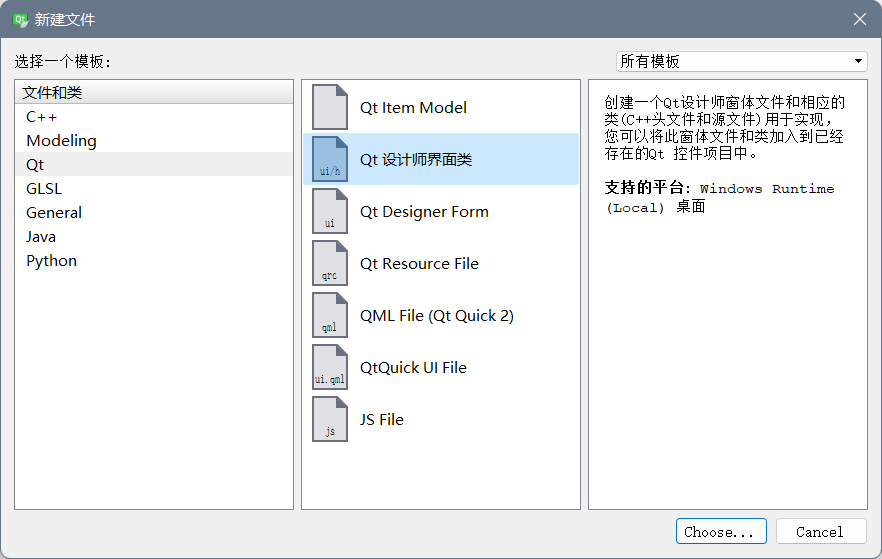 Qt 新建文件
选择一个模板:
所有模板
文件和类
C++
Modeling
Qt
GLSL
General
Java
Python
Qt Item Model
ui/h
Qt 设计师界面类
ui
Qt Designer Form
qrc
Qt Resource File
qml
QML File (Qt Quick 2)
ui.qml
QtQuick UI File
js
JS File
创建一个Qt设计师窗体文件和相应的
类(C++头文件和源文件)用于实现，
您可以将此窗体文件和类加入到已经
存在的Qt 控件项目中。
支持的平台: Windows Runtime
(Local) 桌面
Choose...
Cancel